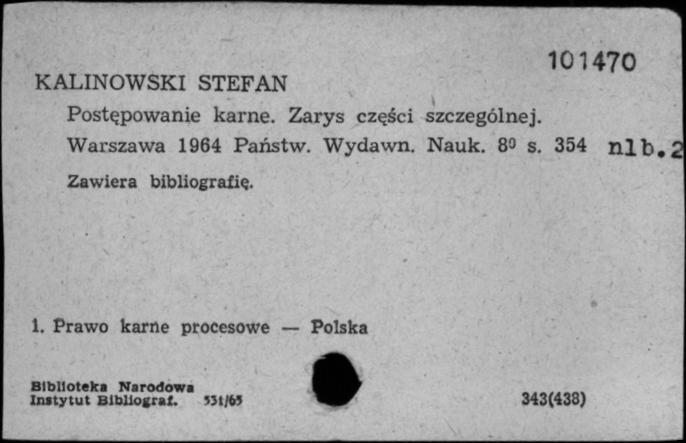 101470
KALINOWSKI STEFAN
Postępowanie karne. Zarys części szczególnej.
Warszawa 1964 Państw. Wydawn. Nauk. 8⁰ s. 354 nlb.2
Zawiera bibliografię.
1. Prawo karne procesowe — Polska
Biblioteka Narodowa
Instytut Bibliograf. 551/65 343(438)